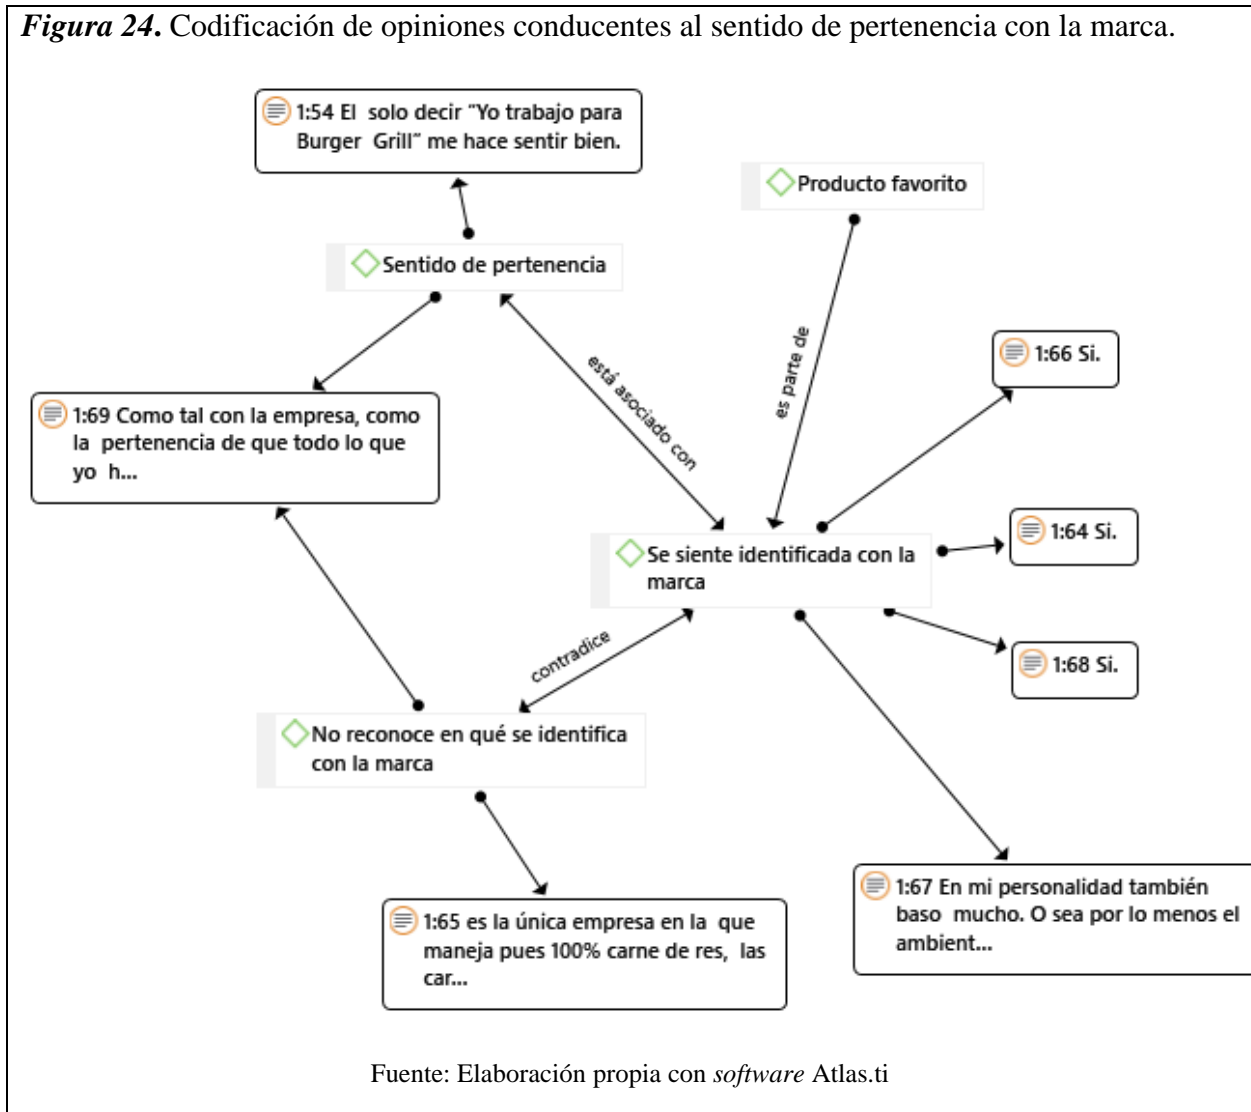 Figura 24. Codificación de opiniones conducentes al sentido de pertenencia con la marca.
1:54 El solo decir "Yo trabajo para
Burger Grill" me hace sentir bien.
Producto favorito
Sentido de pertenencia
está asociado con
es parte de
1:66 Si.
1:69 Como tal con la empresa, como
la pertenencia de que todo lo que
yo h...
1:64 Si.
Se siente identificada con la
marca
contradice
1:68 Si.
No reconoce en qué se identifica
con la marca
1:67 En mi personalidad también
baso mucho. O sea por lo menos el
ambient...
1:65 es la única empresa en la que
maneja pues 100% carne de res, las
car...
Fuente: Elaboración propia con software Atlas.ti